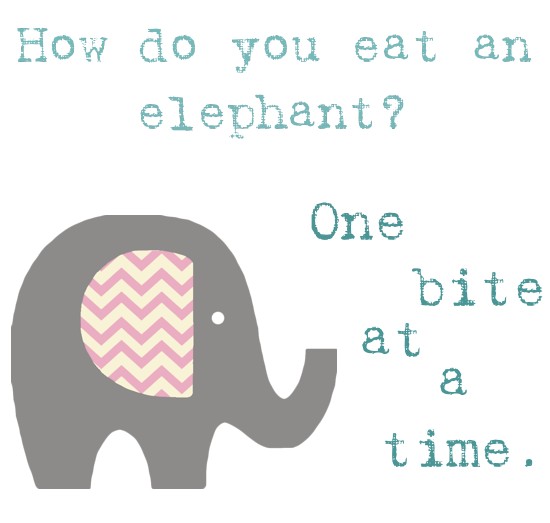 How do you eat an
elephant?
One
bite
at
a
time.